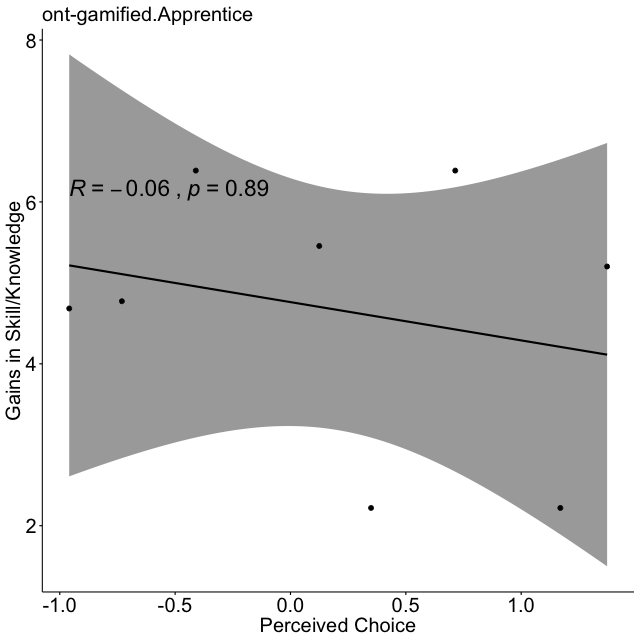 ont-gamified.Apprentice
8
6
4
2
Gains in Skill/Knowledge
R = −0.06 , p = 0.89
-1.0 -0.5 0.0 0.5 1.0
Perceived Choice